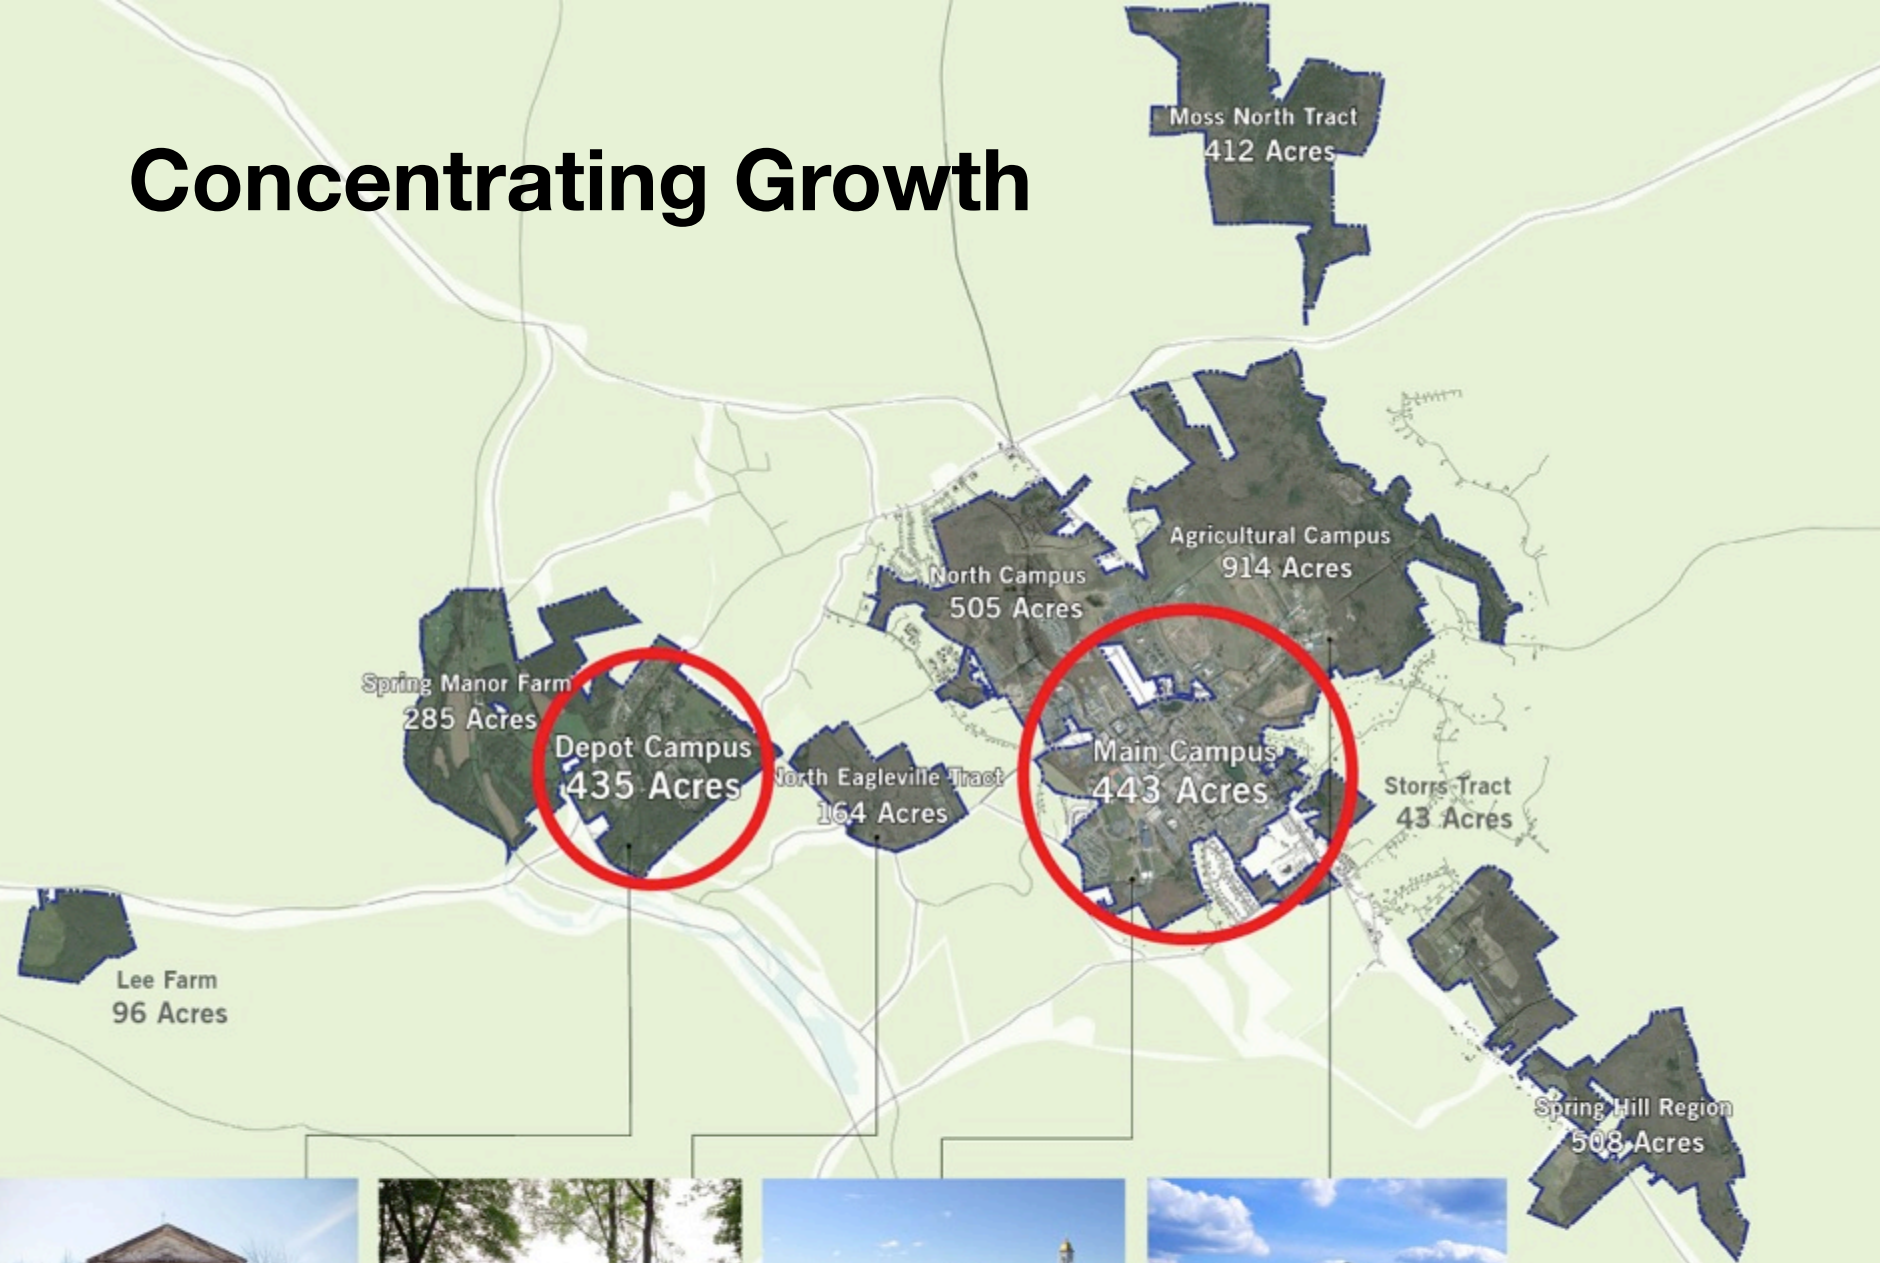 Concentrating Growth
Moss North Tract
412 Acres
Agricultural Campus
914 Acres
North Campus
505 Acres
Spring Manor Farm
285 Acres
Depot Campus
435 Acres
North Eagleville Tract
164 Acres
Main Campus
443 Acres
Storrs Tract
43 Acres
Lee Farm
96 Acres
Spring Hill Region
508 Acres